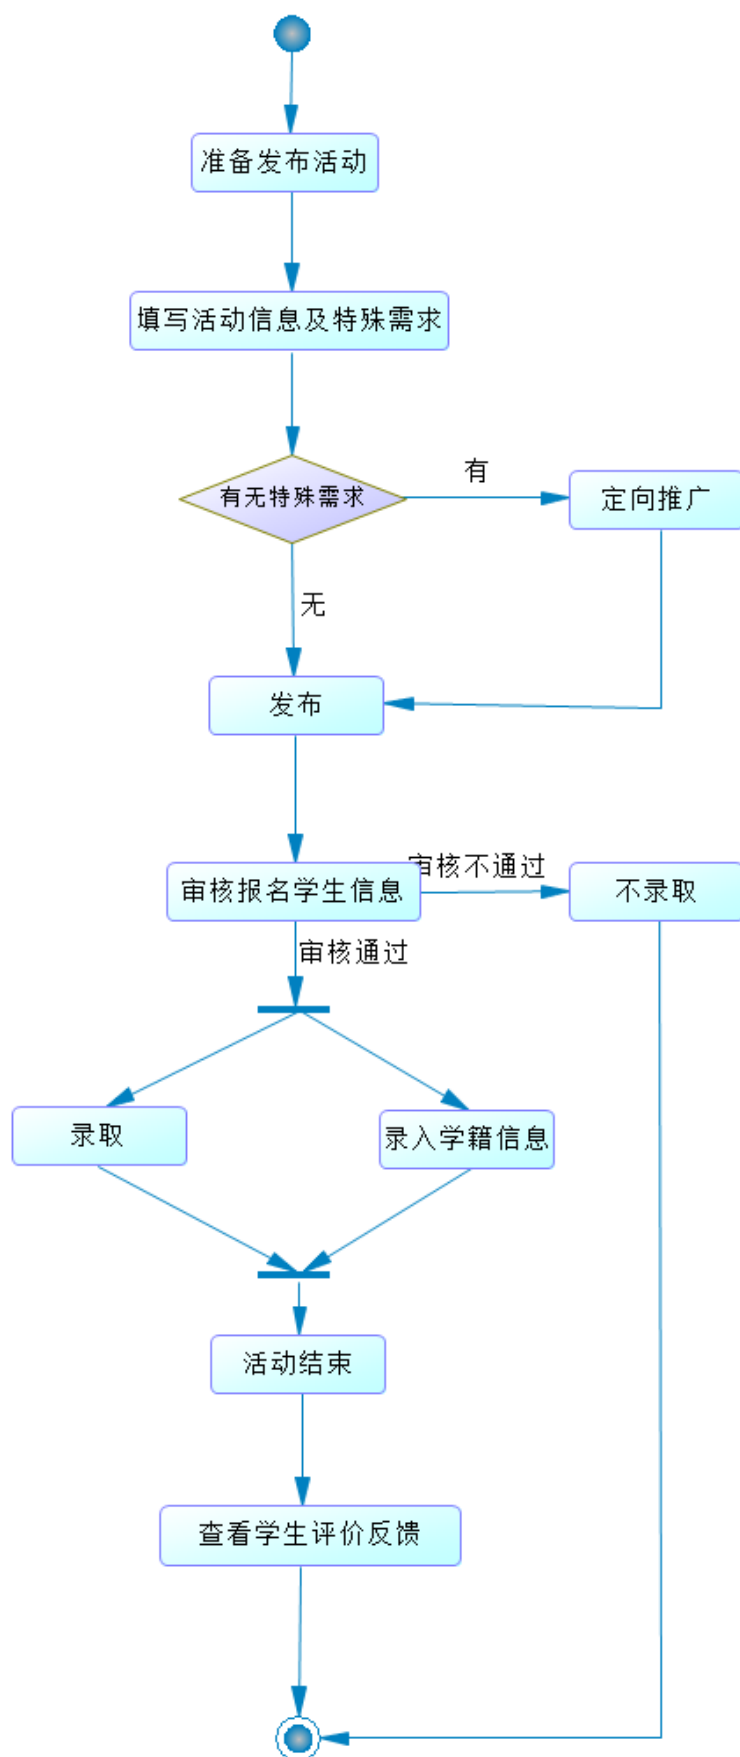 准备发布活动
填写活动信息及特殊需求
有无特殊需求
有
定向推广
无
发布
审核报名学生信息
审核不通过
不录取
审核通过
录取
录入学籍信息
活动结束
查看学生评价反馈